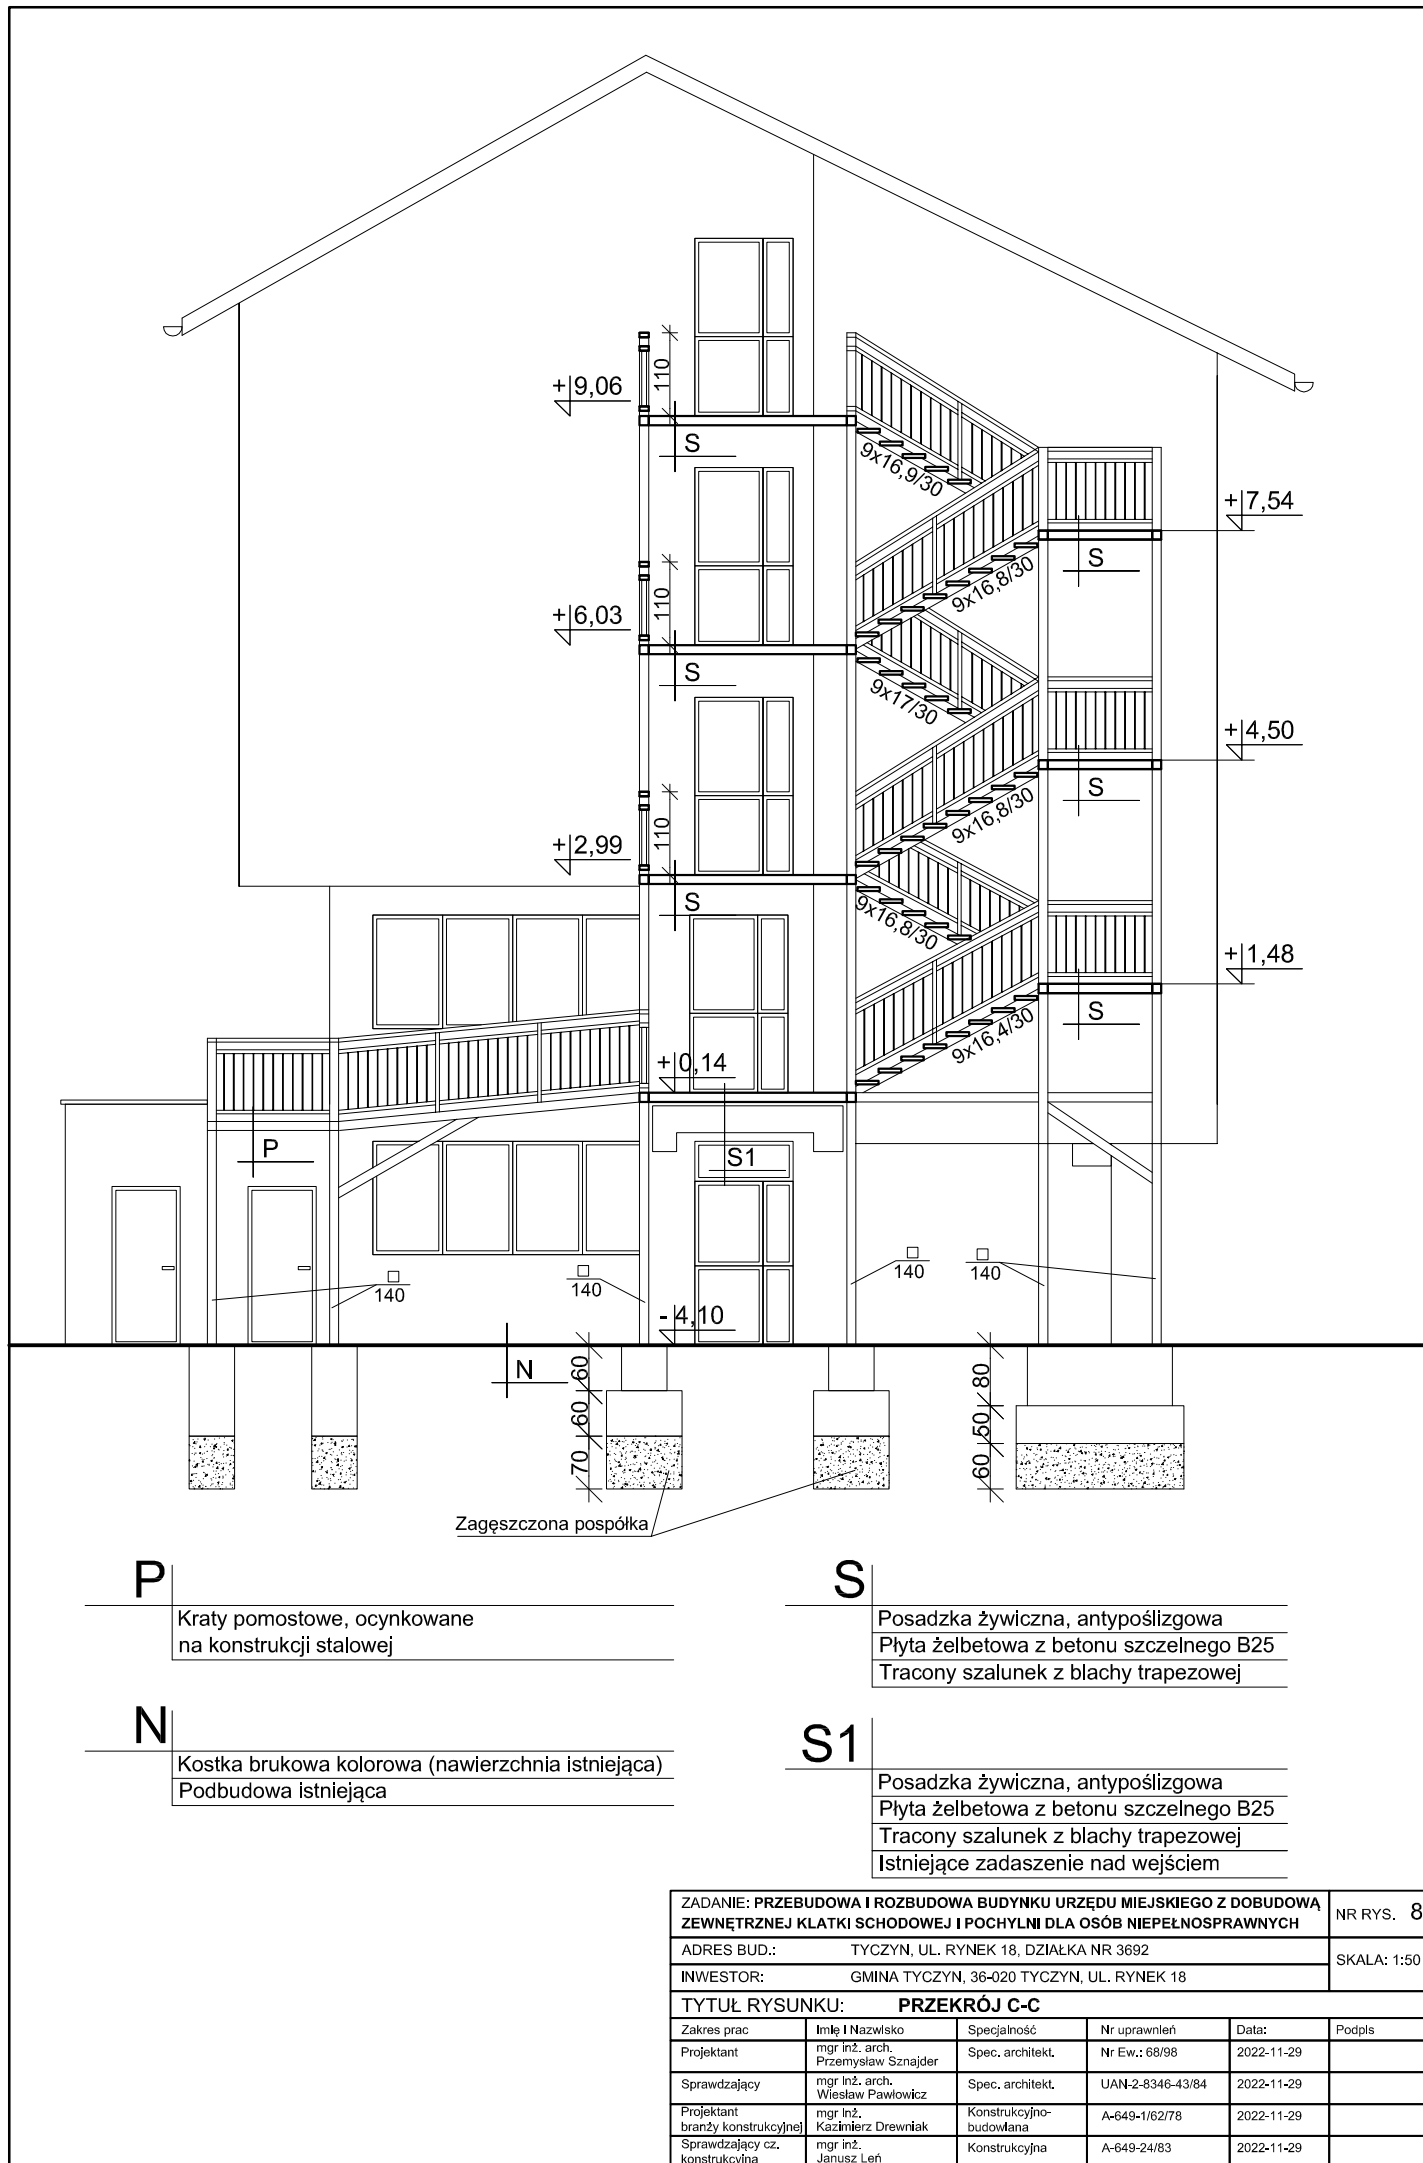 +9,06
110
S
9x16,9/30
+7,54
S
9x16,8/30
110
+6,03
S
9x17/30
+4,50
S
9x16,8/30
110
+2,99
S
9x16,8/30
+1,48
S
9x16,4/30
+0,14
P
S1
140
140
140
140
-4,10
N
60
60
70
80
50
60
Zagęszczona pospółka
P
Kraty pomostowe, ocynkowane
na konstrukcji stalowej
S
Posadzka żywiczna, antypoślizgowa
Płyta żelbetowa z betonu szczelnego B25
Tracony szalunek z blachy trapezowej
N
Kostka brukowa kolorowa (nawierzchnia istniejąca)
Podbudowa istniejąca
S1
Posadzka żywiczna, antypoślizgowa
Płyta żelbetowa z betonu szczelnego B25
Tracony szalunek z blachy trapezowej
Istniejące zadaszenie nad wejściem
ZADANIE: PRZEBUDOWA I ROZBUDOWA BUDYNKU URZĘDU MIEJSKIEGO Z DOBUDOWĄ
ZEWNĘTRZNEJ KLATKI SCHODOWEJ I POCHYLNI DLA OSÓB NIEPEŁNOSPRAWNYCH
NR RYS. 8
ADRES BUD.: TYCZYN, UL. RYNEK 18, DZIAŁKA NR 3692
SKALA: 1:50
INWESTOR: GMINA TYCZYN, 36-020 TYCZYN, UL. RYNEK 18
TYTUŁ RYSUNKU: PRZEKRÓJ C-C
Zakres prac Imię i Nazwisko Specjalność Nr uprawnień Data: Podpis
Projektant mgr inż. arch. Przemysław Sznajder Spec. architekt. Nr Ew.: 68/98 2022-11-29
Sprawdzający mgr inż. arch. Wiesław Pawłowicz Spec. architekt. UAN-2-8346-43/84 2022-11-29
Projektant branży konstrukcyjnej mgr inż. Kazimierz Drewniak Konstrukcyjno-budowlana A-649-1/62/78 2022-11-29
Sprawdzający cz. konstrukcyjna mgr inż. Janusz Leń Konstrukcyjna A-649-24/83 2022-11-29